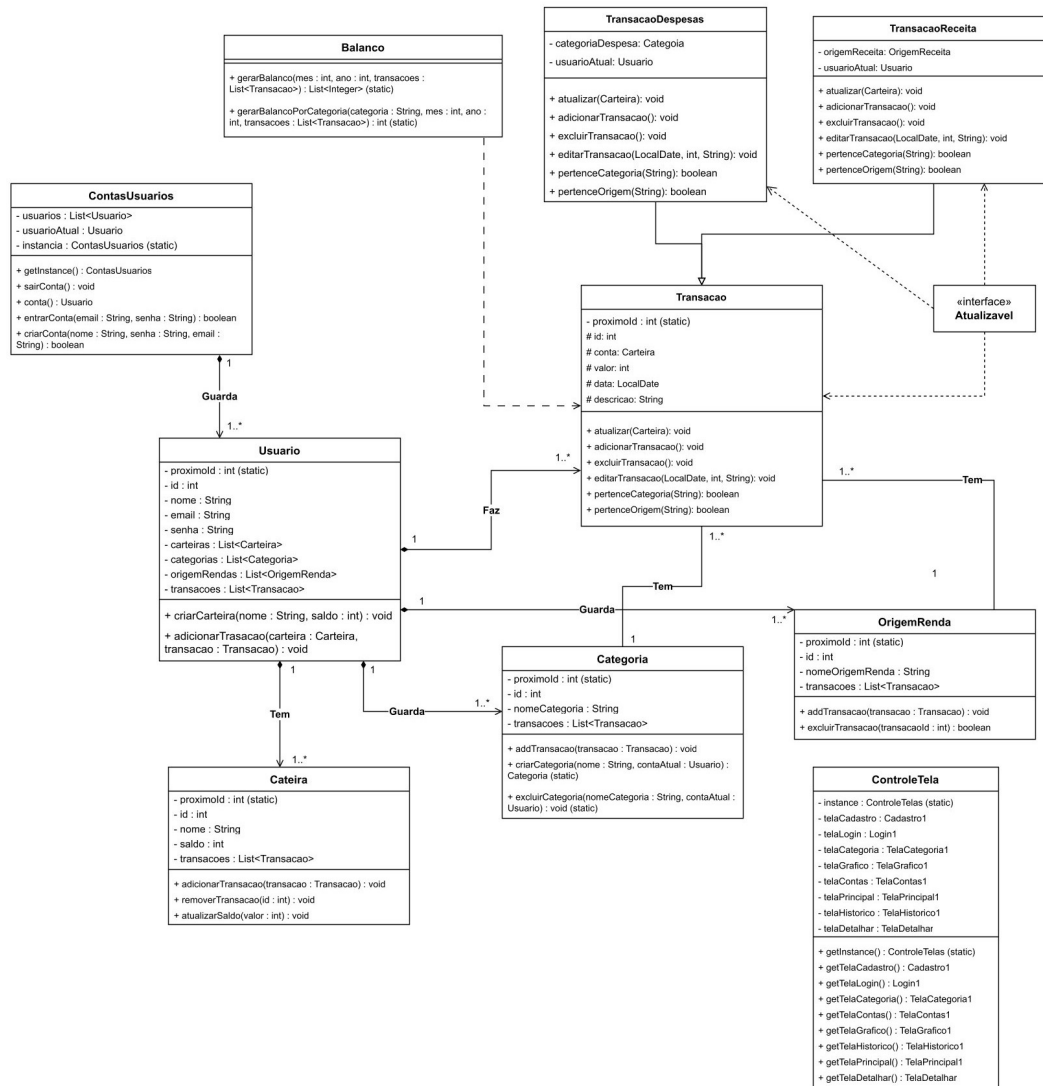 Balanco
+ gerarBalanco(mes : int, ano : int, transacoes :
List<Transacao>) : List<Integer> (static)
+ gerarBalancoPorCategoria(categoria : String, mes : int, ano :
int, transacoes : List<Transacao>) : int (static)
TransacaoDespesas
- categoriaDespesa: Categoia
- usuarioAtual: Usuario
+ atualizar(Carteira): void
+ adicionarTransacao(): void
+ excluirTransacao(): void
+ editarTransacao(LocalDate, int, String): void
+ pertenceCategoria(String): boolean
+ pertenceOrigem(String): boolean
TransacaoReceita
- origemReceita: OrigemReceita
- usuarioAtual: Usuario
+ atualizar(Carteira): void
+ adicionarTransacao(): void
+ excluirTransacao(): void
+ editarTransacao(LocalDate, int, String): void
+ pertenceCategoria(String): boolean
+ pertenceOrigem(String): boolean
ContasUsuarios
- usuarios : List<Usuario>
- usuarioAtual : Usuario
- instancia : ContasUsuarios (static)
+ getInstance() : ContasUsuarios
+ sairConta() : void
+ conta() : Usuario
+ entrarConta(email : String, senha : String) : boolean
+ criarConta(nome : String, senha : String, email :
String) : boolean
1
Guarda
1..*
Transacao
- proximoId : int (static)
# id: int
# conta: Carteira
# valor: int
# data: LocalDate
# descricao: String
+ atualizar(Carteira): void
+ adicionarTransacao(): void
+ excluirTransacao(): void
+ editarTransacao(LocalDate, int, String): void
+ pertenceCategoria(String): boolean
+ pertenceOrigem(String): boolean
«interface»
Atualizavel
Usuario
- proximoId : int (static)
- id : int
- nome : String
- email : String
- senha : String
- carteiras : List<Carteira>
- categorias : List<Categoria>
- origemRendas : List<OrigemRenda>
- transacoes : List<Transacao>
+ criarCarteira(nome : String, saldo : int) : void
+ adicionarTrasacao(carteira : Carteira,
transacao : Transacao) : void
1..*
Faz
1
1..*
Tem
1
1..*
Tem
1
1
Guarda
1..*
1
Tem
1..*
1
Guarda
1..*
Categoria
- proximoId : int (static)
- id : int
- nomeCategoria : String
- transacoes : List<Transacao>
+ addTransacao(transacao : Transacao) : void
+ criarCategoria(nome : String, contaAtual : Usuario) :
Categoria (static)
+ excluirCategoria(nomeCategoria : String, contaAtual :
Usuario) : void (static)
OrigemRenda
- proximoId : int (static)
- id : int
- nomeOrigemRenda : String
- transacoes : List<Transacao>
+ addTransacao(transacao : Transacao) : void
+ excluirTransacao(transacaoId : int) : boolean
Cateira
- proximoId : int (static)
- id : int
- nome : String
- saldo : int
- transacoes : List<Transacao>
+ adicionarTransacao(transacao : Transacao) : void
+ removerTransacao(id : int) : void
+ atualizarSaldo(valor : int) : void
ControleTela
- instance : ControleTelas (static)
- telaCadastro : Cadastro1
- telaLogin : Login1
- telaCategoria : TelaCategoria1
- telaGrafico : TelaGrafico1
- telaContas : TelaContas1
- telaPrincipal : TelaPrincipal1
- telaHistorico : TelaHistorico1
- telaDetalhar : TelaDetalhar
+ getInstance() : ControleTelas (static)
+ getTelaCadastro() : Cadastro1
+ getTelaLogin() : Login1
+ getTelaCategoria() : TelaCategoria1
+ getTelaContas() : TelaContas1
+ getTelaGrafico() : TelaGrafico1
+ getTelaHistorico() : TelaHistorico1
+ getTelaPrincipal() : TelaPrincipal1
+ getTelaDetalhar() : TelaDetalhar